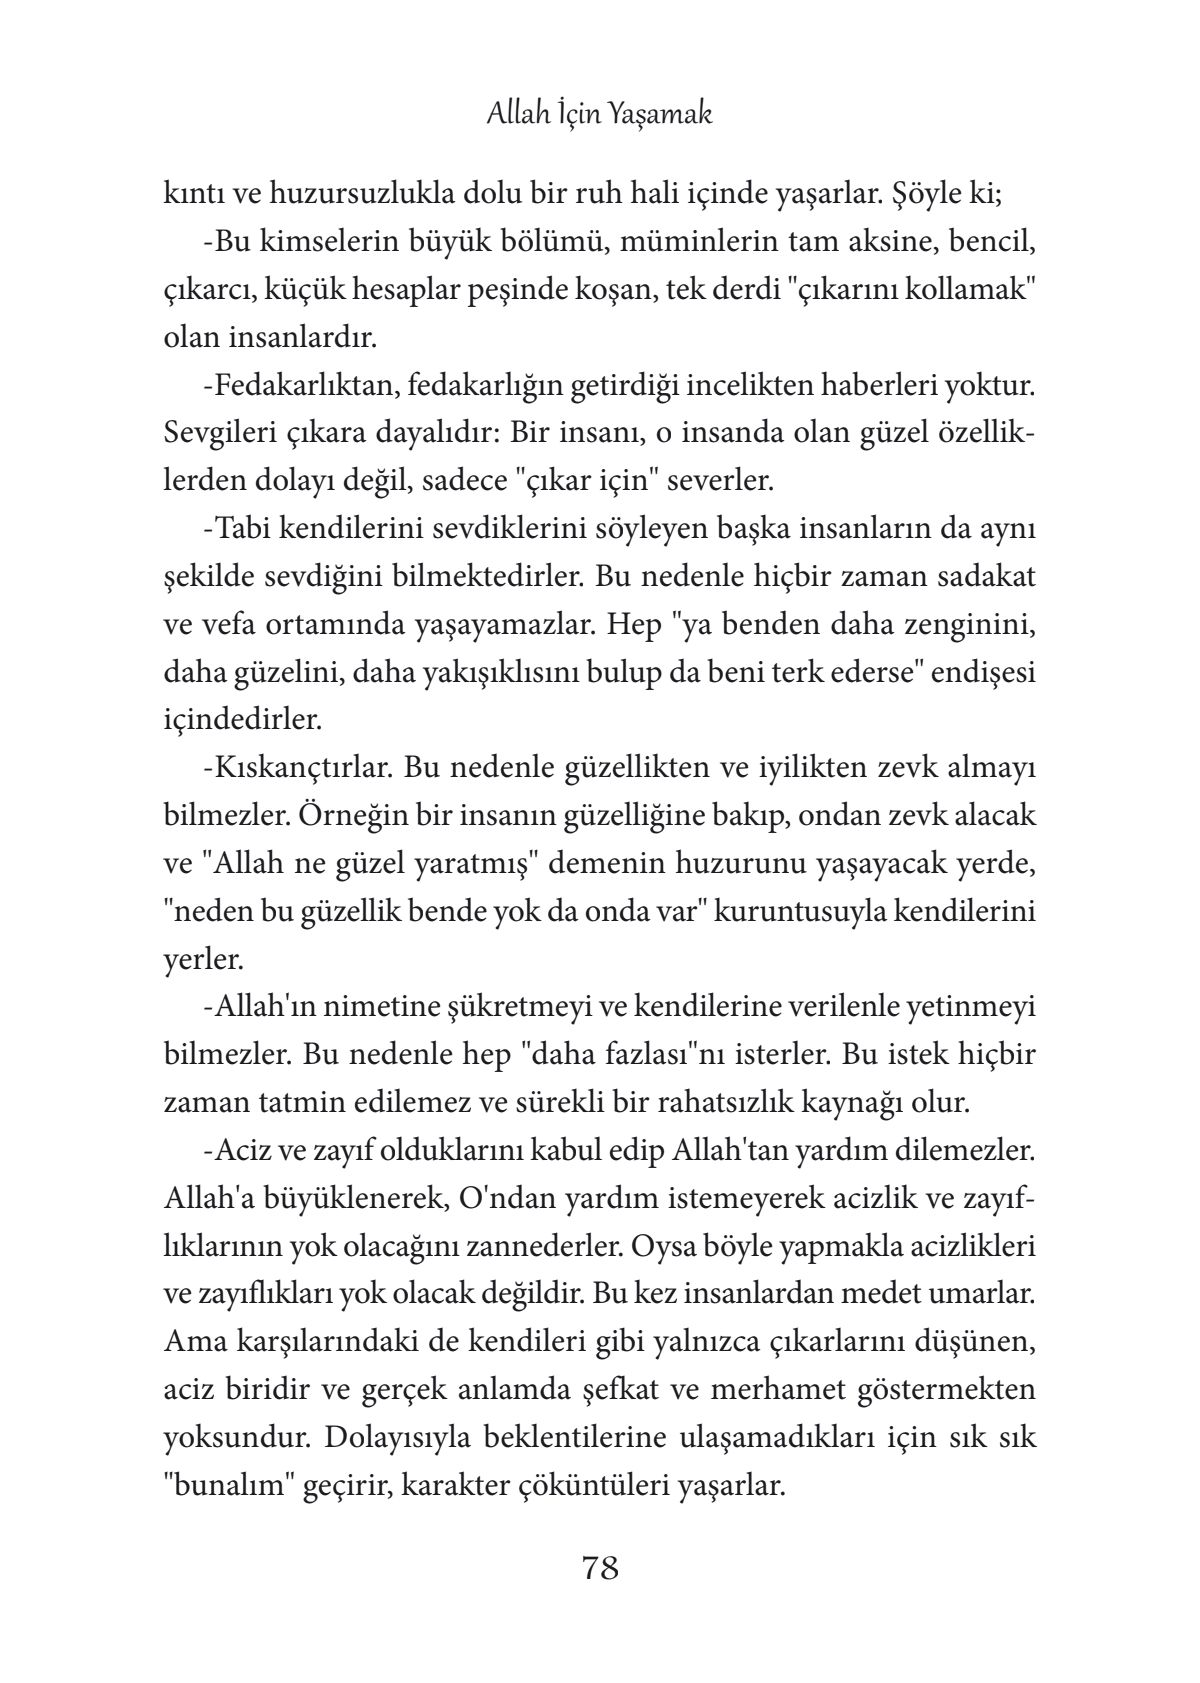 Allah İçin Yaşamak
kıntı ve huzursuzlukla dolu bir ruh hali içinde yaşarlar. Şöyle ki;
-Bu kimselerin büyük bölümü, müminlerin tam aksine, bencil,
çıkarcı, küçük hesaplar peşinde koşan, tek derdi "çıkarını kollamak"
olan insanlardır.
-Fedakarlıktan, fedakarlığın getirdiği incelikten haberleri yoktur.
Sevgileri çıkara dayalıdır: Bir insanı, o insanda olan güzel özellik-
lerden dolayı değil, sadece "çıkar için" severler.
-Tabi kendilerini sevdiklerini söyleyen başka insanların da aynı
şekilde sevdiğini bilmektedirler. Bu nedenle hiçbir zaman sadakat
ve vefa ortamında yaşayamazlar. Hep "ya benden daha zenginini,
daha güzelini, daha yakışıklısını bulup da beni terk ederse" endişesi
içindedirler.
-Kıskançtırlar. Bu nedenle güzellikten ve iyilikten zevk almayı
bilmezler. Örneğin bir insanın güzelliğine bakıp, ondan zevk alacak
ve "Allah ne güzel yaratmış" demenin huzurunu yaşayacak yerde,
"neden bu güzellik bende yok da onda var" kuruntusuyla kendilerini
yerler.
-Allah'ın nimetine şükretmeyi ve kendilerine verilenle yetinmeyi
bilmezler. Bu nedenle hep "daha fazlası"nı isterler. Bu istek hiçbir
zaman tatmin edilemez ve sürekli bir rahatsızlık kaynağı olur.
-Aciz ve zayıf olduklarını kabul edip Allah'tan yardım dilemezler.
Allah'a büyüklenerek, O'ndan yardım istemeyerek acizlik ve zayıf-
lıklarının yok olacağını zannederler. Oysa böyle yapmakla acizlikleri
ve zayıflıkları yok olacak değildir. Bu kez insanlardan medet umarlar.
Ama karşılarındaki de kendileri gibi yalnızca çıkarlarını düşünen,
aciz biridir ve gerçek anlamda şefkat ve merhamet göstermekten
yoksundur. Dolayısıyla beklentilerine ulaşamadıkları için sık sık
"bunalım" geçirir, karakter çöküntüleri yaşarlar.
78